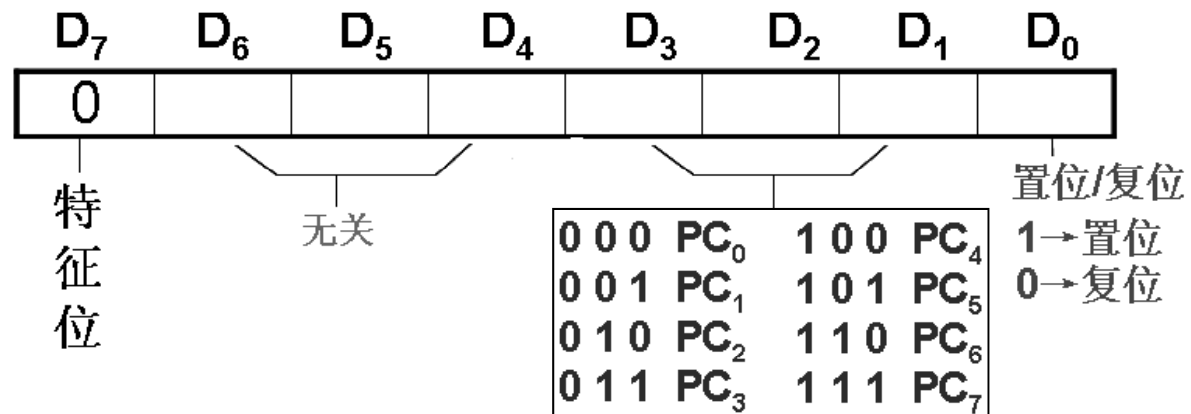 D₇ D₆ D₅ D₄ D₃ D₂ D₁ D₀
0
特征位
无关
置位/复位
1→置位
0→复位
0 0 0 PC₀ 1 0 0 PC₄
0 0 1 PC₁ 1 0 1 PC₅
0 1 0 PC₂ 1 1 0 PC₆
0 1 1 PC₃ 1 1 1 PC₇